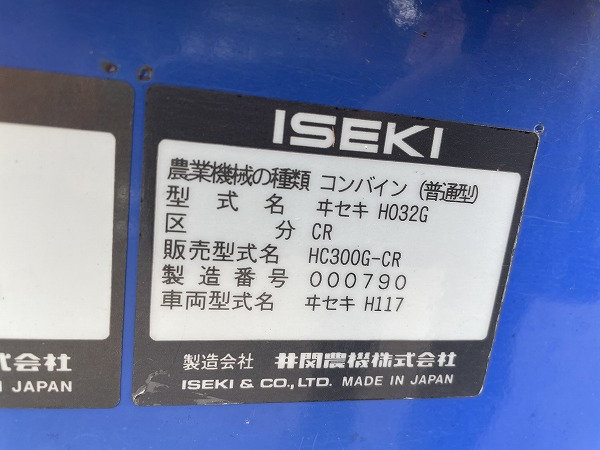 ISEKI
農業機械の種類 コンバイン (普通型)
型式名 ヰセキ HO32G
区分 CR
販売型式名 HC300G-CR
製造番号 000790
車両型式名 ヰセキ H117
製造会社 井関農機株式会社
ISEKI & CO., LTD. MADE IN JAPAN
式会社
N JAPAN